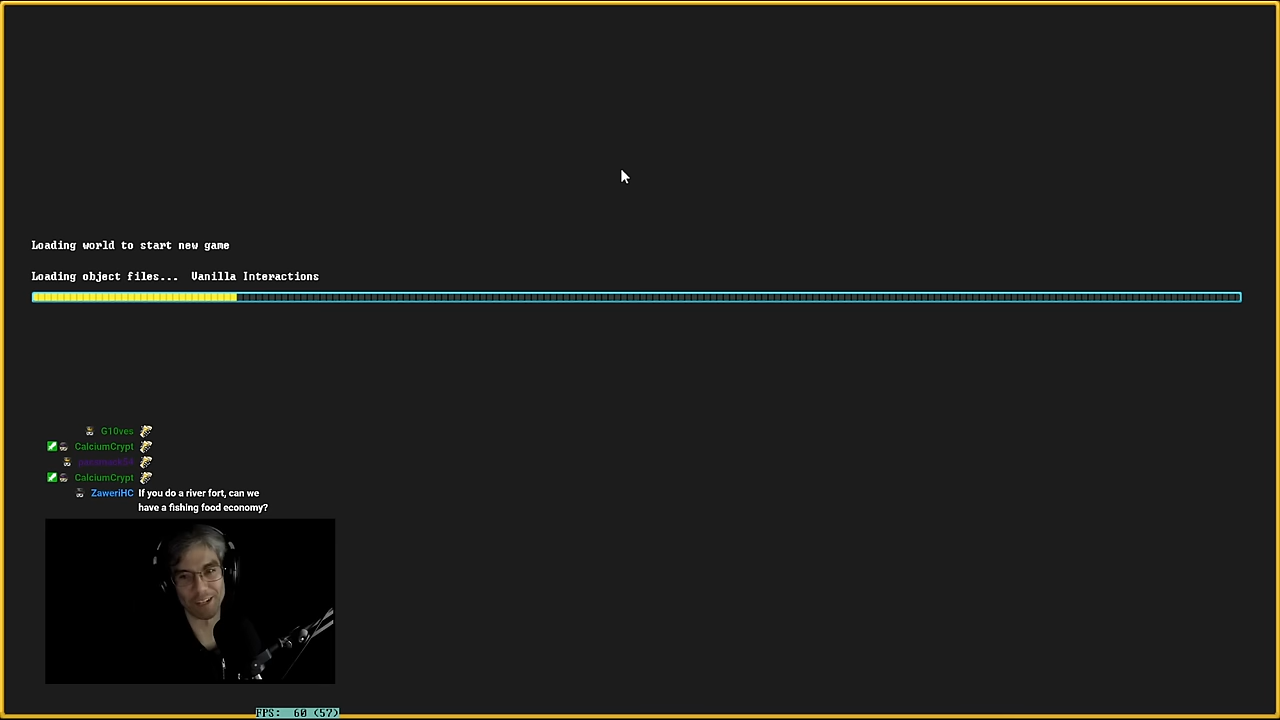 Loading world to start new game
Loading object files... Vanilla Interactions
G10ves
CalciumCrypt
CalciumCrypt
ZaweriHC If you do a river fort, can we
have a fishing food economy?
FPS: 60 (57)